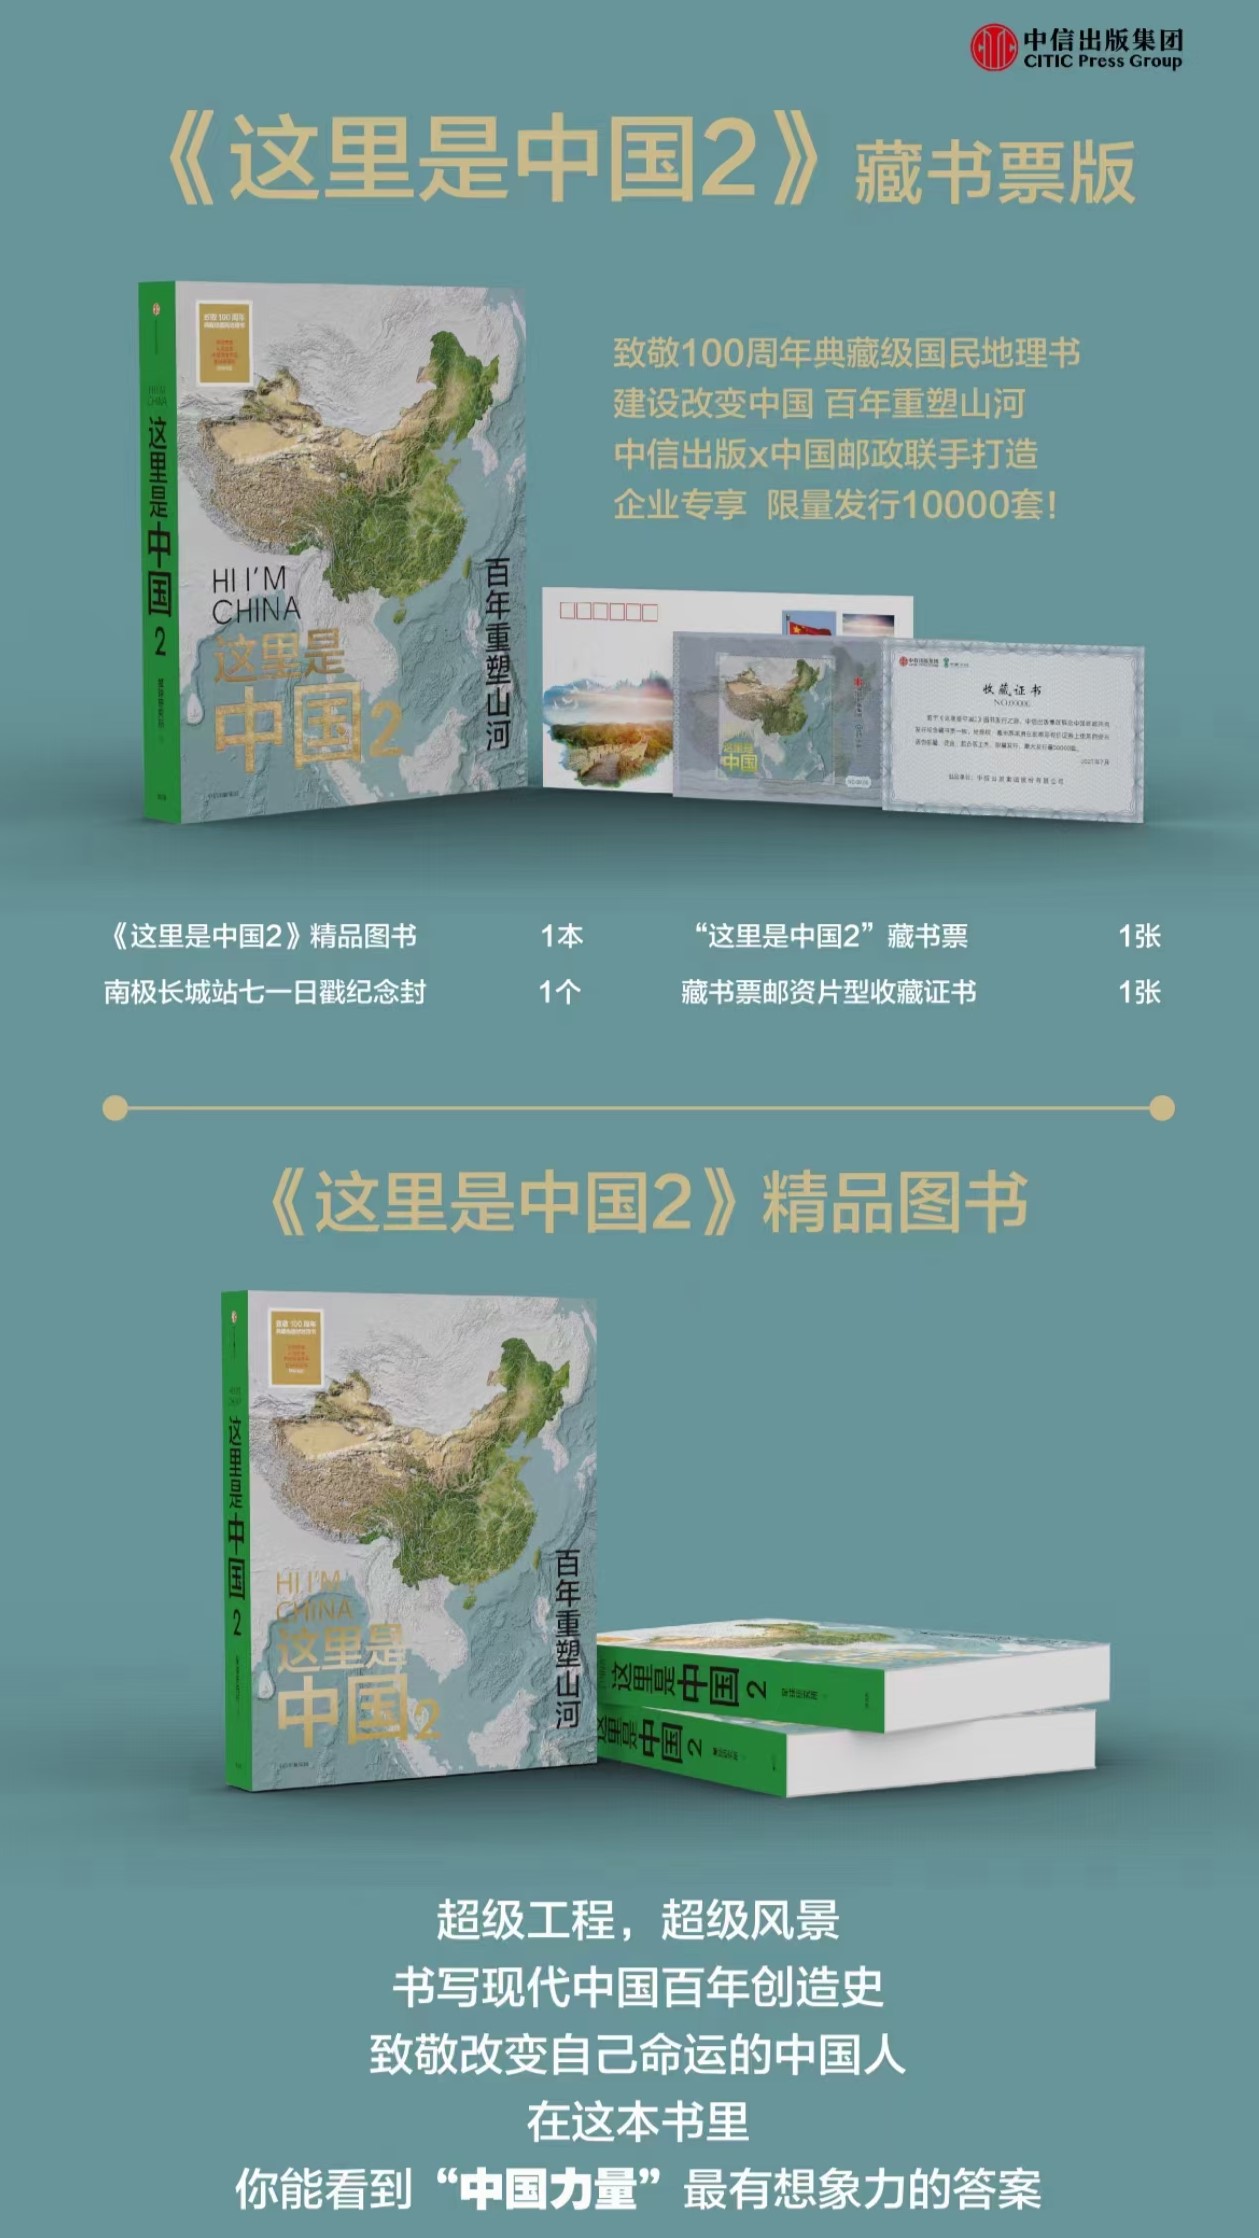 中信出版集团
CITIC Press Group
《这里是中国2》藏书票版
致敬100周年典藏级国民地理书
建设改变中国 百年重塑山河
中信出版x中国邮政联手打造
企业专享 限量发行10000套!
这里是中国2
HI I'M
CHINA
这里是
中国2
百年重塑山河
这里是
中国
收藏证书
《这里是中国2》精品图书 1本
“这里是中国2”藏书票 1张
南极长城站七一日戳纪念封 1个
藏书票邮资片型收藏证书 1张
《这里是中国2》精品图书
这里是中国2
HI I'M
CHINA
这里是
中国2
百年重塑山河
这里是中国2
这里是中国2
超级工程，超级风景
书写现代中国百年创造史
致敬改变自己命运的中国人
在这本书里
你能看到“中国力量”最有想象力的答案